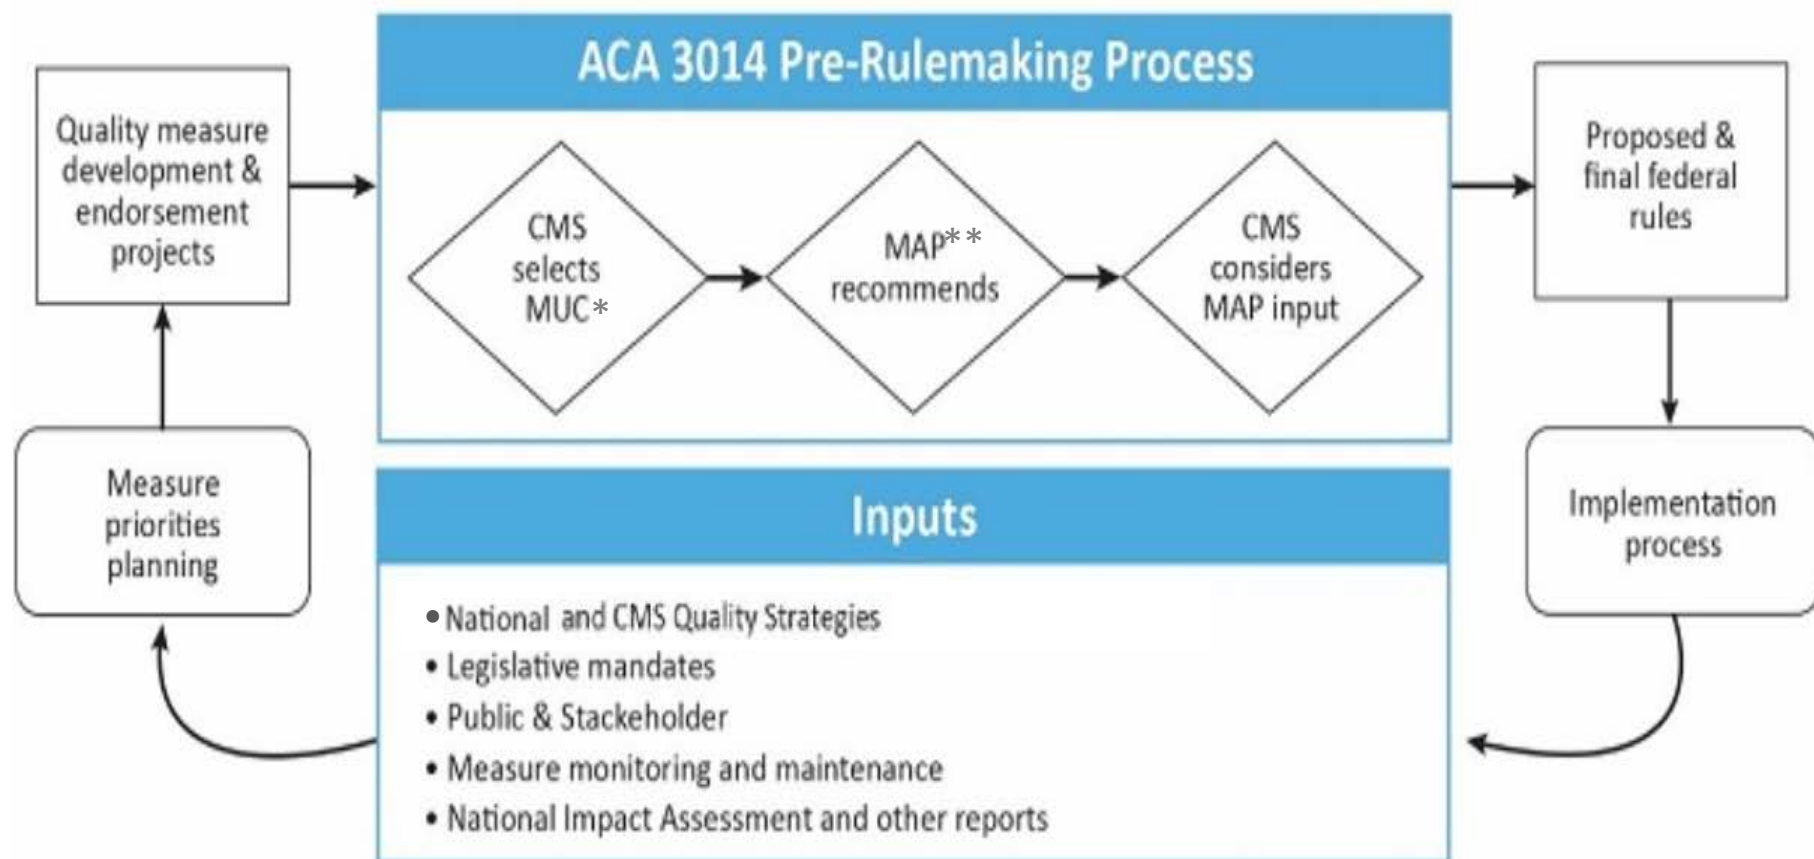 ACA 3014 Pre-Rulemaking Process
Quality measure
development &
endorsement
projects
CMS
selects
MUC*
MAP**
recommends
CMS
considers
MAP input
Proposed &
final federal
rules
Measure
priorities
planning
Inputs
• National and CMS Quality Strategies
• Legislative mandates
• Public & Stackeholder
• Measure monitoring and maintenance
• National Impact Assessment and other reports
Implementation
process